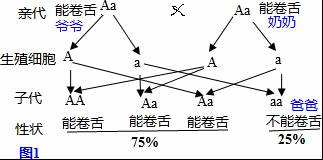 亲代 能卷舌 Aa × Aa 能卷舌
爷爷 奶奶
生殖细胞 A a A a
子代 AA Aa Aa aa 爸爸
性状 能卷舌 能卷舌 能卷舌 不能卷舌
75% 25%
图1